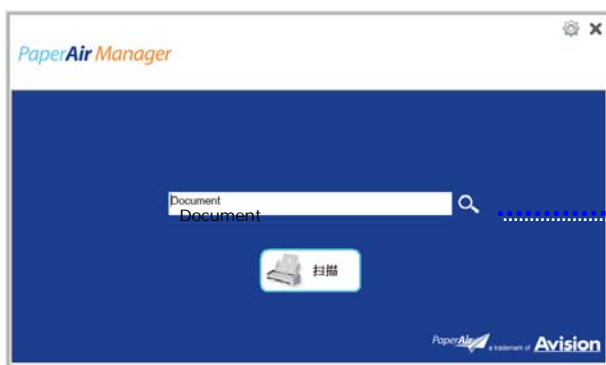 PaperAir Manager
Document
Document
扫描
PaperAir a trademark of Avision